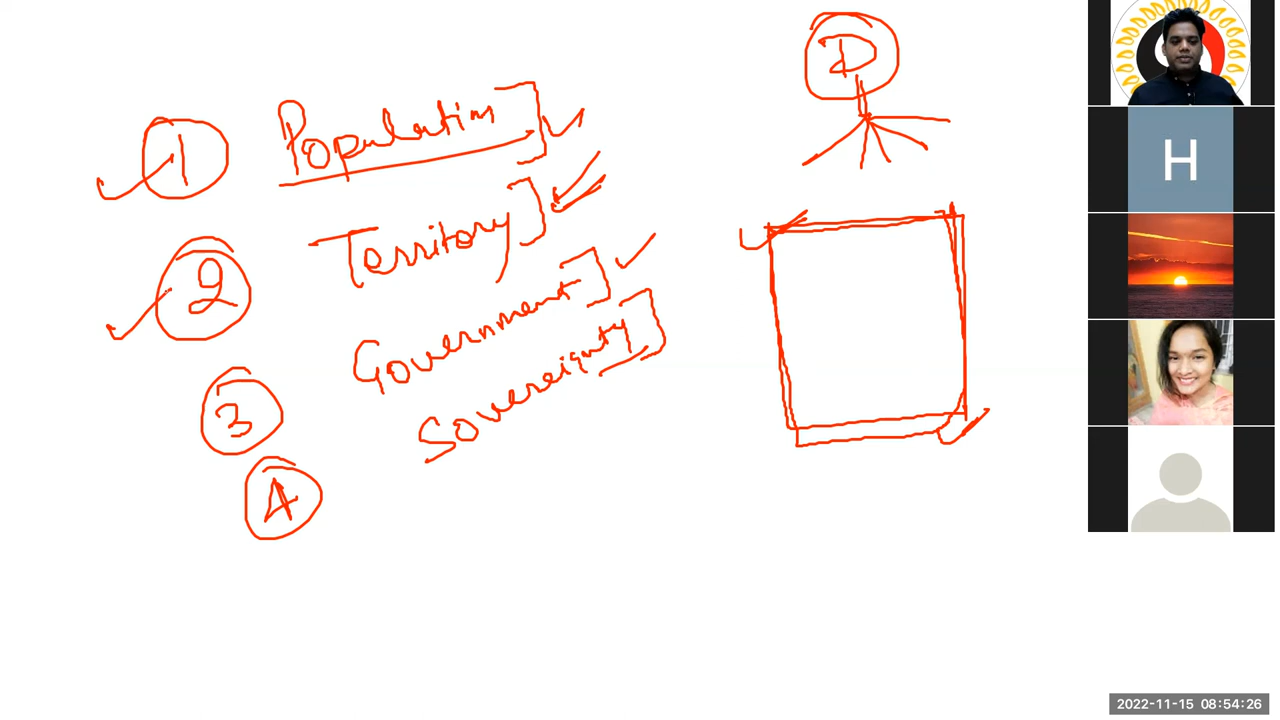 D
1 Population
2 Territory
3 Government
4 Sovereignty
H
2022-11-15 08:54:26